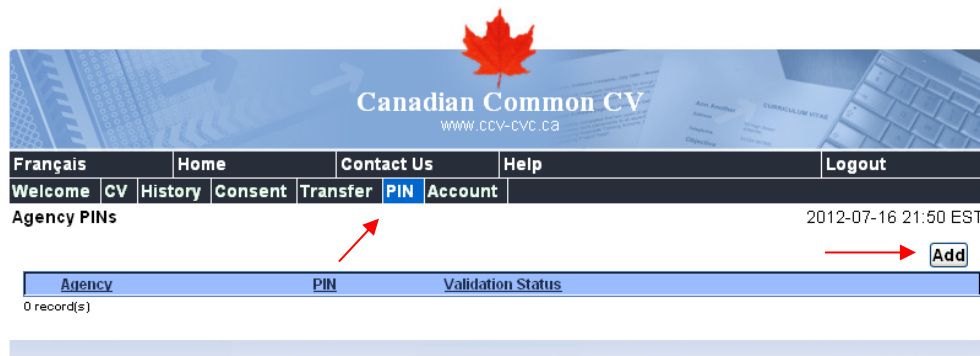 Canadian Common CV
www.ccv-cvc.ca
Français Home Contact Us Help Logout
Welcome CV History Consent Transfer PIN Account
Agency PINs 2012-07-16 21:50 EST
Add
Agency PIN Validation Status
0 record(s)